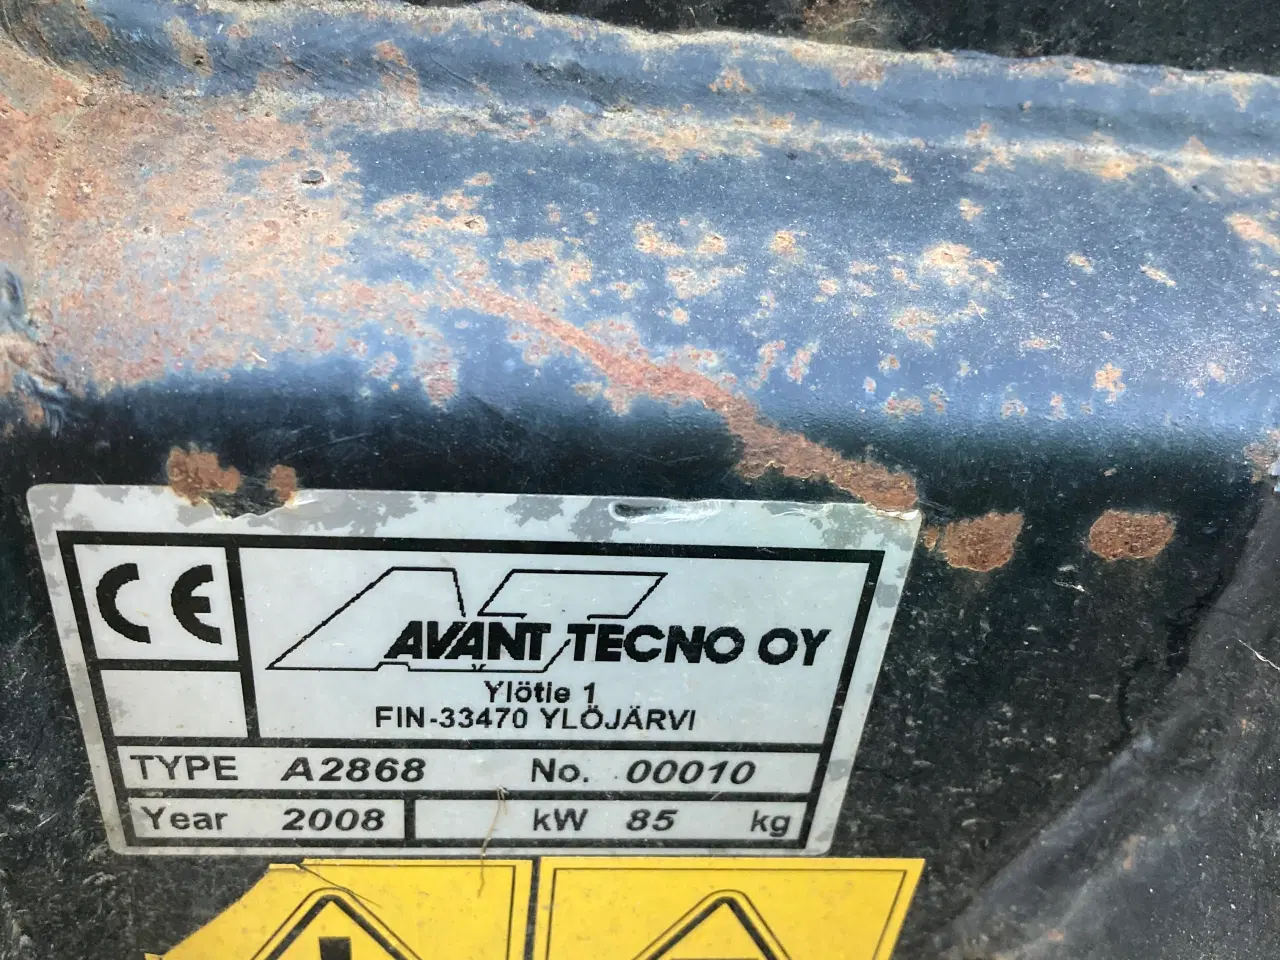 CE
AVANT TECNO OY
Ylötie 1
FIN-33470 YLÖJÄRVI
TYPE A2868 No. 00010
Year 2008 kW 85 kg